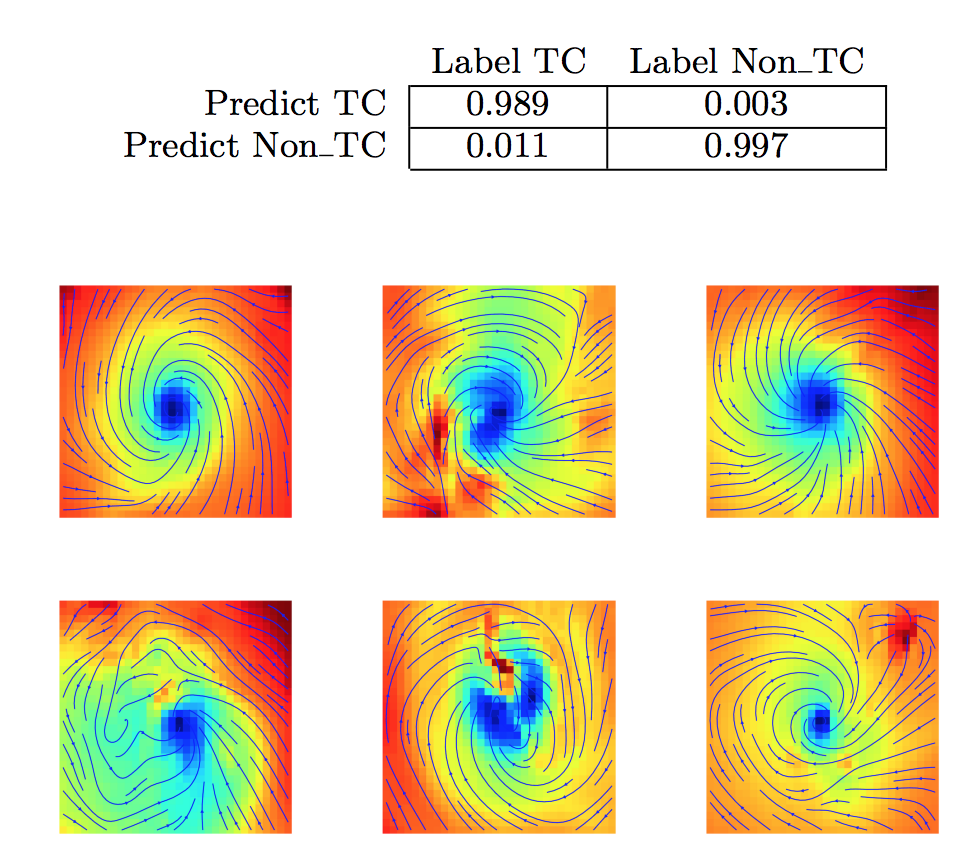 Label TC Label Non_TC
Predict TC 0.989 0.003
Predict Non_TC 0.011 0.997